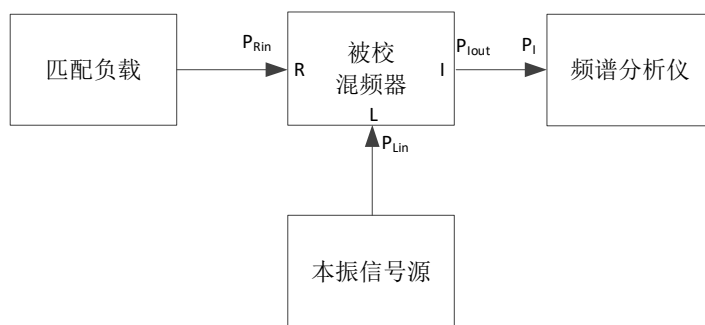 匹配负载
P_Rin
R
被校
混频器
I
L
P_Iout
P_I
频谱分析仪
P_Lin
本振信号源